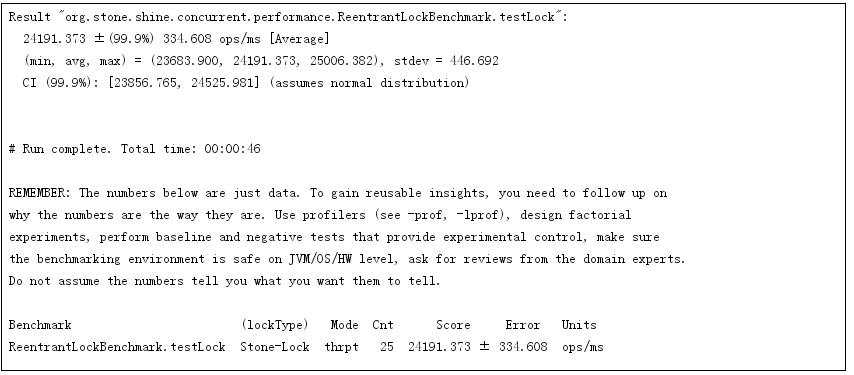 Result "org.stone.shine.concurrent.performance.ReentrantLockBenchmark.testLock":
24191.373 ±(99.9%) 334.608 ops/ms [Average]
(min, avg, max) = (23683.900, 24191.373, 25006.382), stdev = 446.692
CI (99.9%): [23856.765, 24525.981] (assumes normal distribution)
# Run complete. Total time: 00:00:46
REMEMBER: The numbers below are just data. To gain reusable insights, you need to follow up on
why the numbers are the way they are. Use profilers (see -prof, -lprof), design factorial
experiments, perform baseline and negative tests that provide experimental control, make sure
the benchmarking environment is safe on JVM/OS/HW level, ask for reviews from the domain experts.
Do not assume the numbers tell you what you want them to tell.
Benchmark (lockType) Mode Cnt Score Error Units
ReentrantLockBenchmark.testLock Stone-Lock thrpt 25 24191.373 ± 334.608 ops/ms